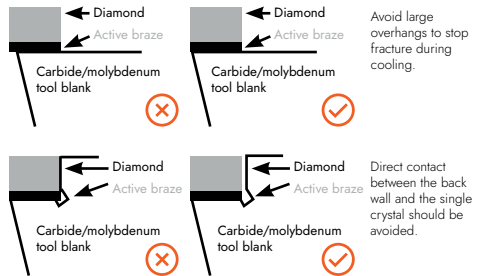 Diamond
Active braze
Carbide/molybdenum
tool blank
Diamond
Active braze
Carbide/molybdenum
tool blank
Avoid large
overhangs to stop
fracture during
cooling.
Diamond
Active braze
Carbide/molybdenum
tool blank
Diamond
Active braze
Carbide/molybdenum
tool blank
Direct contact
between the back
wall and the single
crystal should be
avoided.